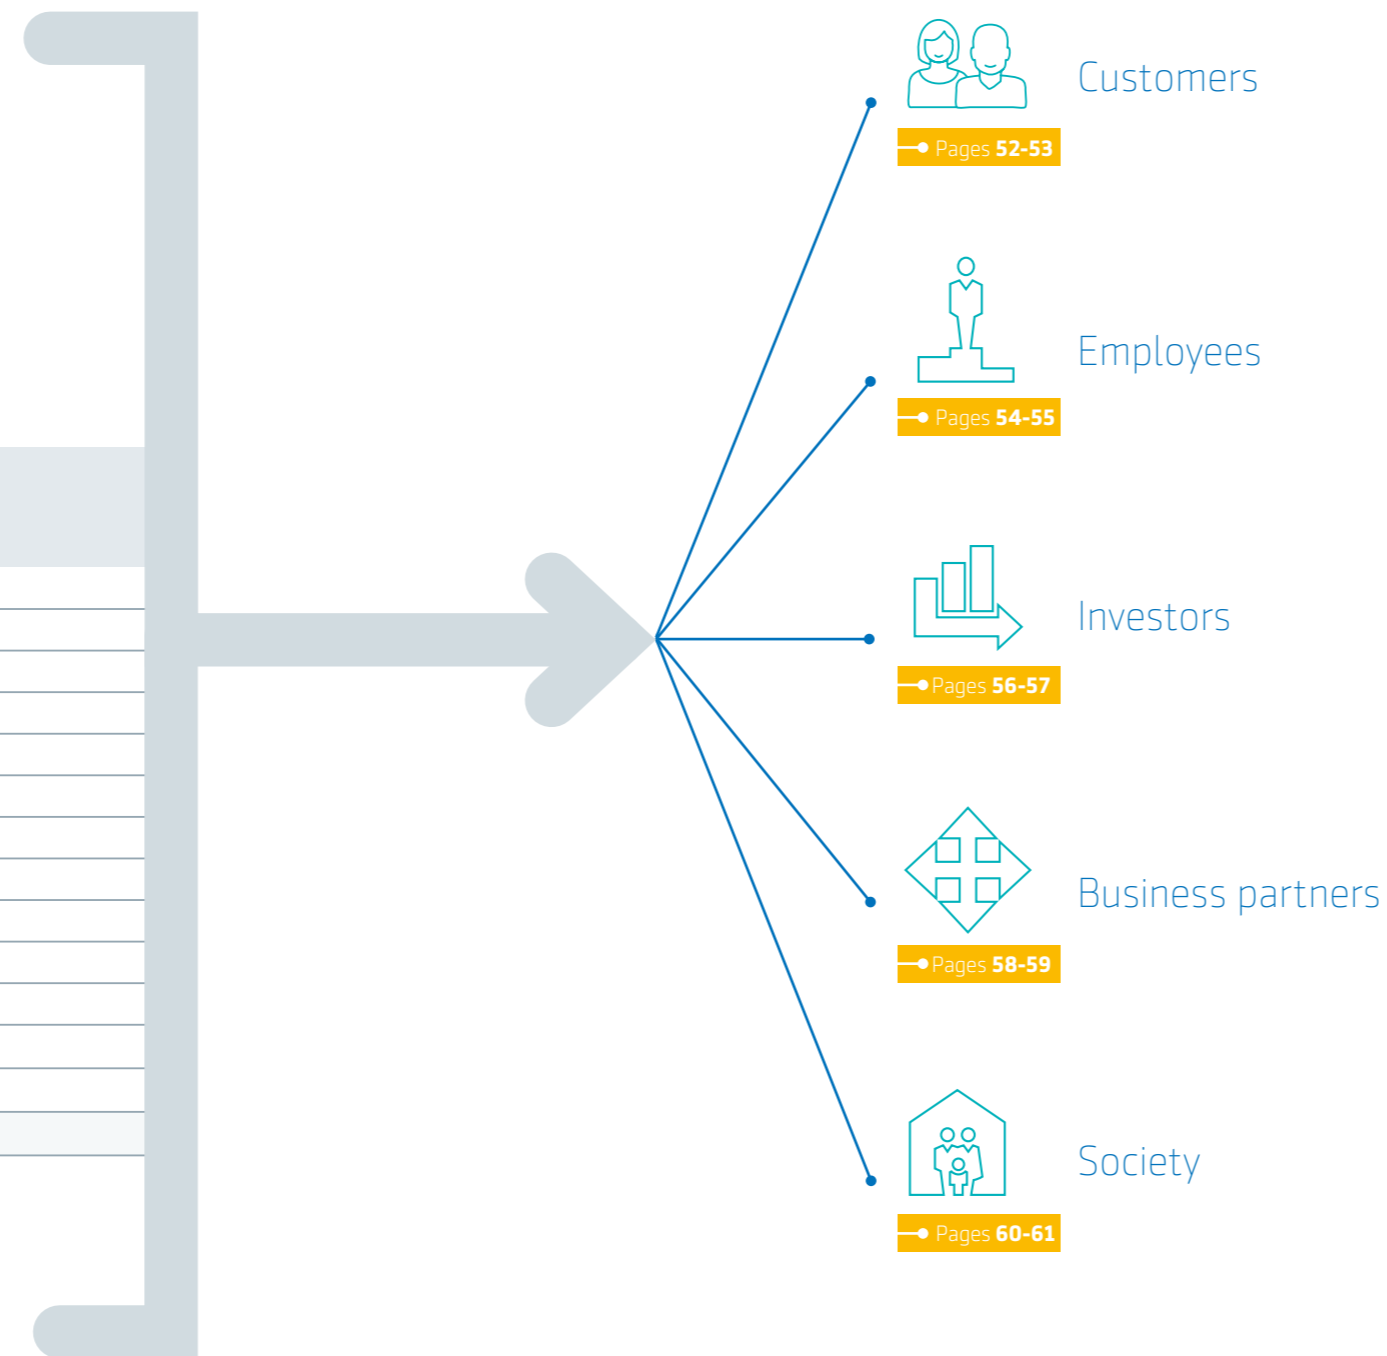 Customers
Pages 52-53
Employees
Pages 54-55
Investors
Pages 56-57
Business partners
Pages 58-59
Society
Pages 60-61